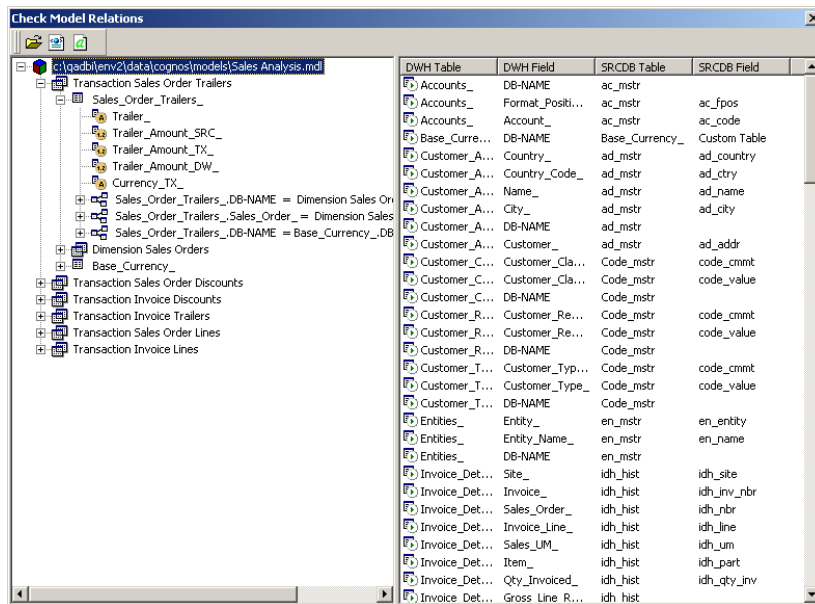 Check Model Relations
c:\qadbi\env2\data\cognos\models\Sales Analysis.mdl
Transaction Sales Order Trailers
Sales_Order_Trailers_
Trailer_
Trailer_Amount_SRC_
Trailer_Amount_TX_
Trailer_Amount_DW_
Currency_TX_
Sales_Order_Trailers_.DB-NAME = Dimension Sales Or
Sales_Order_Trailers_.Sales_Order_ = Dimension Sales
Sales_Order_Trailers_.DB-NAME = Base_Currency_.DB
Dimension Sales Orders
Base_Currency_
Transaction Sales Order Discounts
Transaction Invoice Discounts
Transaction Invoice Trailers
Transaction Sales Order Lines
Transaction Invoice Lines
DWH Table DWH Field SRCDB Table SRCDB Field
Accounts_ DB-NAME ac_mstr
Accounts_ Format_Positi... ac_mstr ac_fpos
Accounts_ Account_ ac_mstr ac_code
Base_Curre... DB-NAME Base_Currency_ Custom Table
Customer_A... Country_ ad_mstr ad_country
Customer_A... Country_Code_ ad_mstr ad_ctry
Customer_A... Name_ ad_mstr ad_name
Customer_A... City_ ad_mstr ad_city
Customer_A... DB-NAME ad_mstr
Customer_A... Customer_ ad_mstr ad_addr
Customer_C... Customer_Cla... Code_mstr code_cmmt
Customer_C... Customer_Cla... Code_mstr code_value
Customer_C... DB-NAME Code_mstr
Customer_R... Customer_Re... Code_mstr code_cmmt
Customer_R... Customer_Re... Code_mstr code_value
Customer_R... DB-NAME Code_mstr
Customer_T... Customer_Typ... Code_mstr code_cmmt
Customer_T... Customer_Type_ Code_mstr code_value
Customer_T... DB-NAME Code_mstr
Entities_ Entity_ en_mstr en_entity
Entities_ Entity_Name_ en_mstr en_name
Entities_ DB-NAME en_mstr
Invoice_Det... Site_ idh_hist idh_site
Invoice_Det... Invoice_ idh_hist idh_inv_nbr
Invoice_Det... Sales_Order_ idh_hist idh_nbr
Invoice_Det... Invoice_Line_ idh_hist idh_line
Invoice_Det... Sales_UM_ idh_hist idh_um
Invoice_Det... Item_ idh_hist idh_part
Invoice_Det... Qty_Invoiced_ idh_hist idh_qty_inv
Invoice_Det... Gross_Line_R... idh_hist